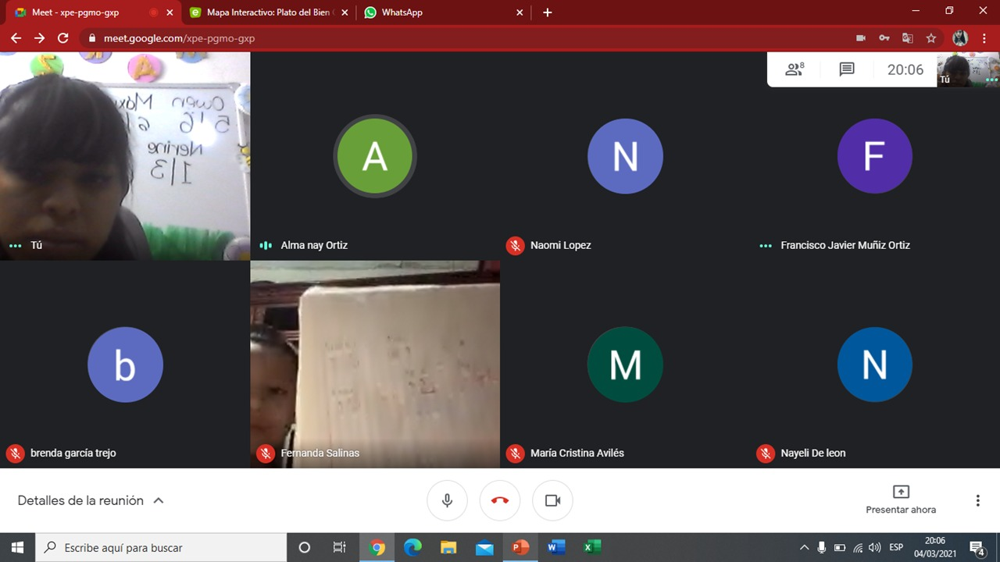 Meet - xpe-pgmo-gxp
Mapa Interactivo: Plato del Bien
WhatsApp
meet.google.com/xpe-pgmo-gxp
8
20:06
Tú
Owen
5 6
Nerine
1|3
Tú
A
Alma nay Ortiz
N
Naomi Lopez
F
Francisco Javier Muñiz Ortiz
b
brenda garcía trejo
Fernanda Salinas
M
María Cristina Avilés
N
Nayeli De leon
Detalles de la reunión
Presentar ahora
Escribe aquí para buscar
ESP
20:06
04/03/2021
4